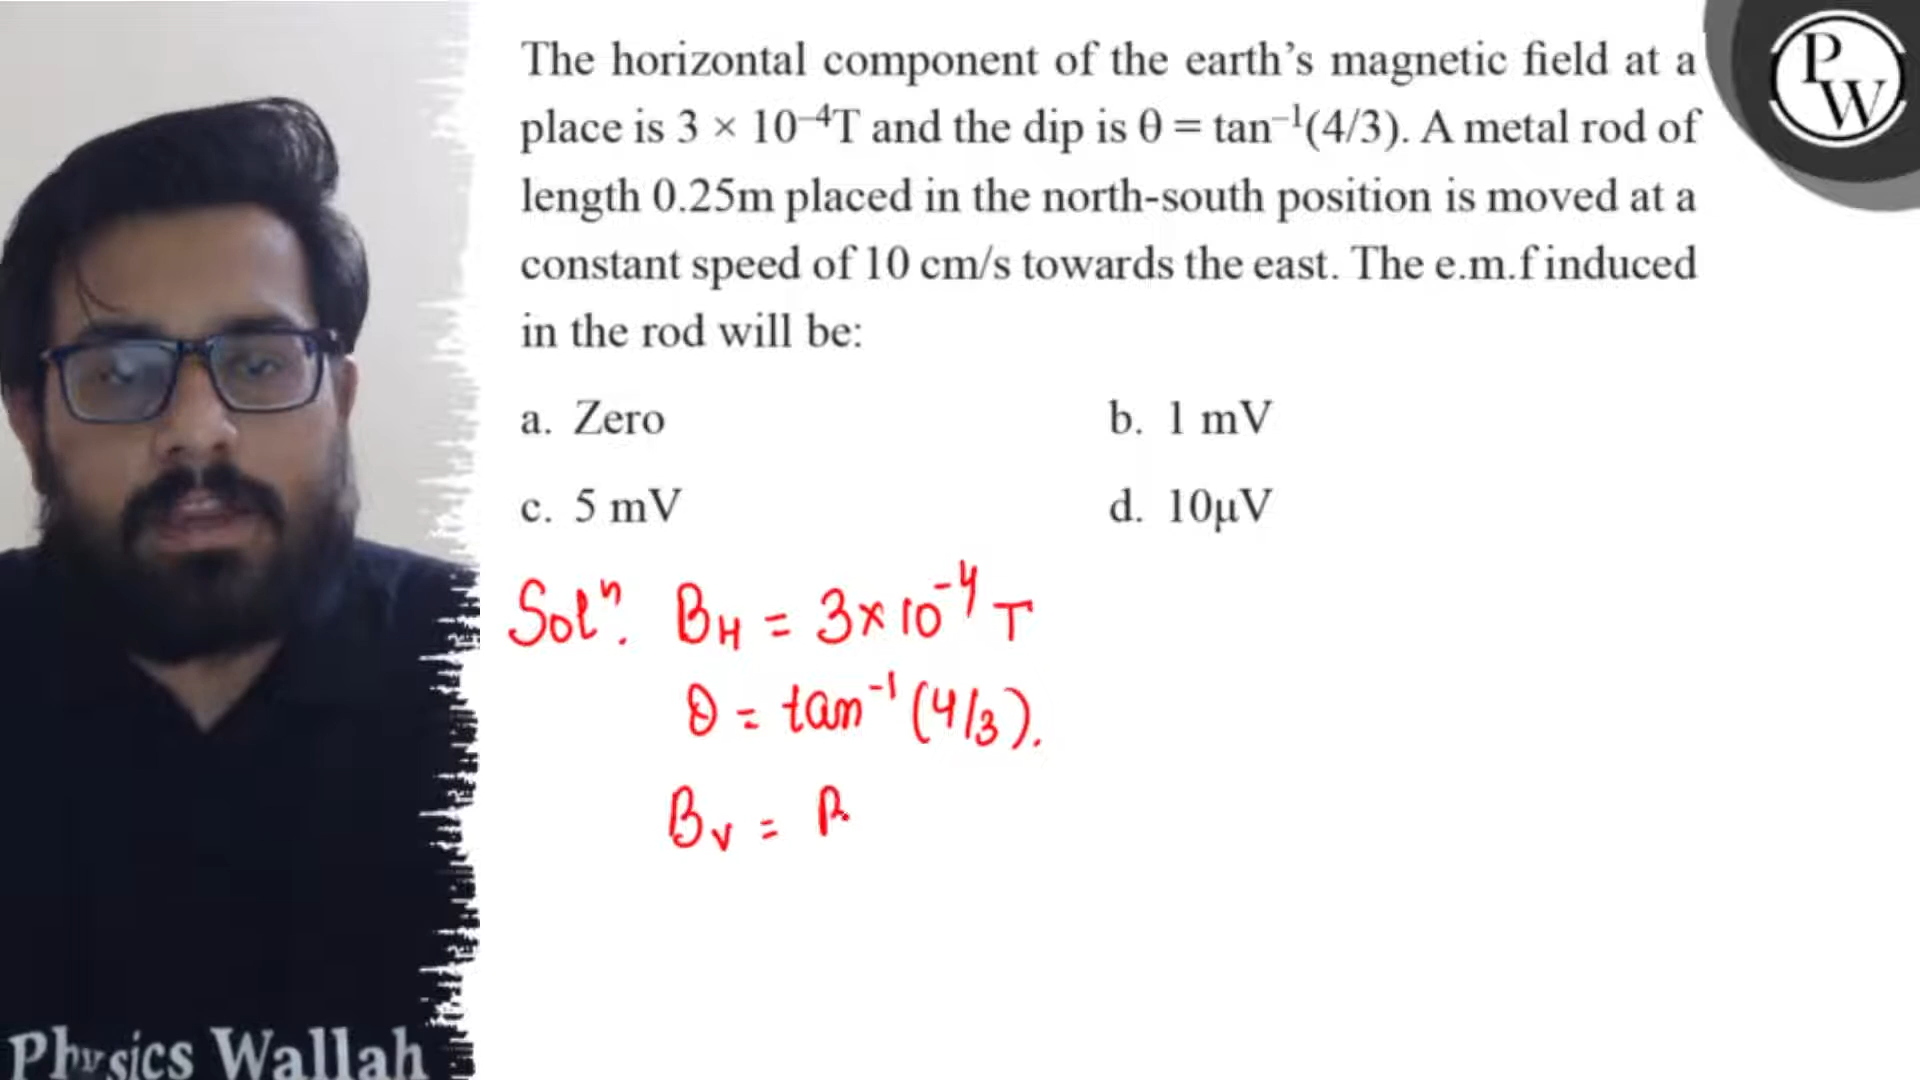 The horizontal component of the earth’s magnetic field at a
place is 3 × 10⁻⁴T and the dip is θ = tan⁻¹(4/3). A metal rod of
length 0.25m placed in the north-south position is moved at a
constant speed of 10 cm/s towards the east. The e.m.f induced
in the rod will be:
a. Zero
b. 1 mV
c. 5 mV
d. 10μV
Solⁿ. B_H = 3×10⁻⁴ T
θ = tan⁻¹ (4/3).
B_V =
PW
Physics Wallah